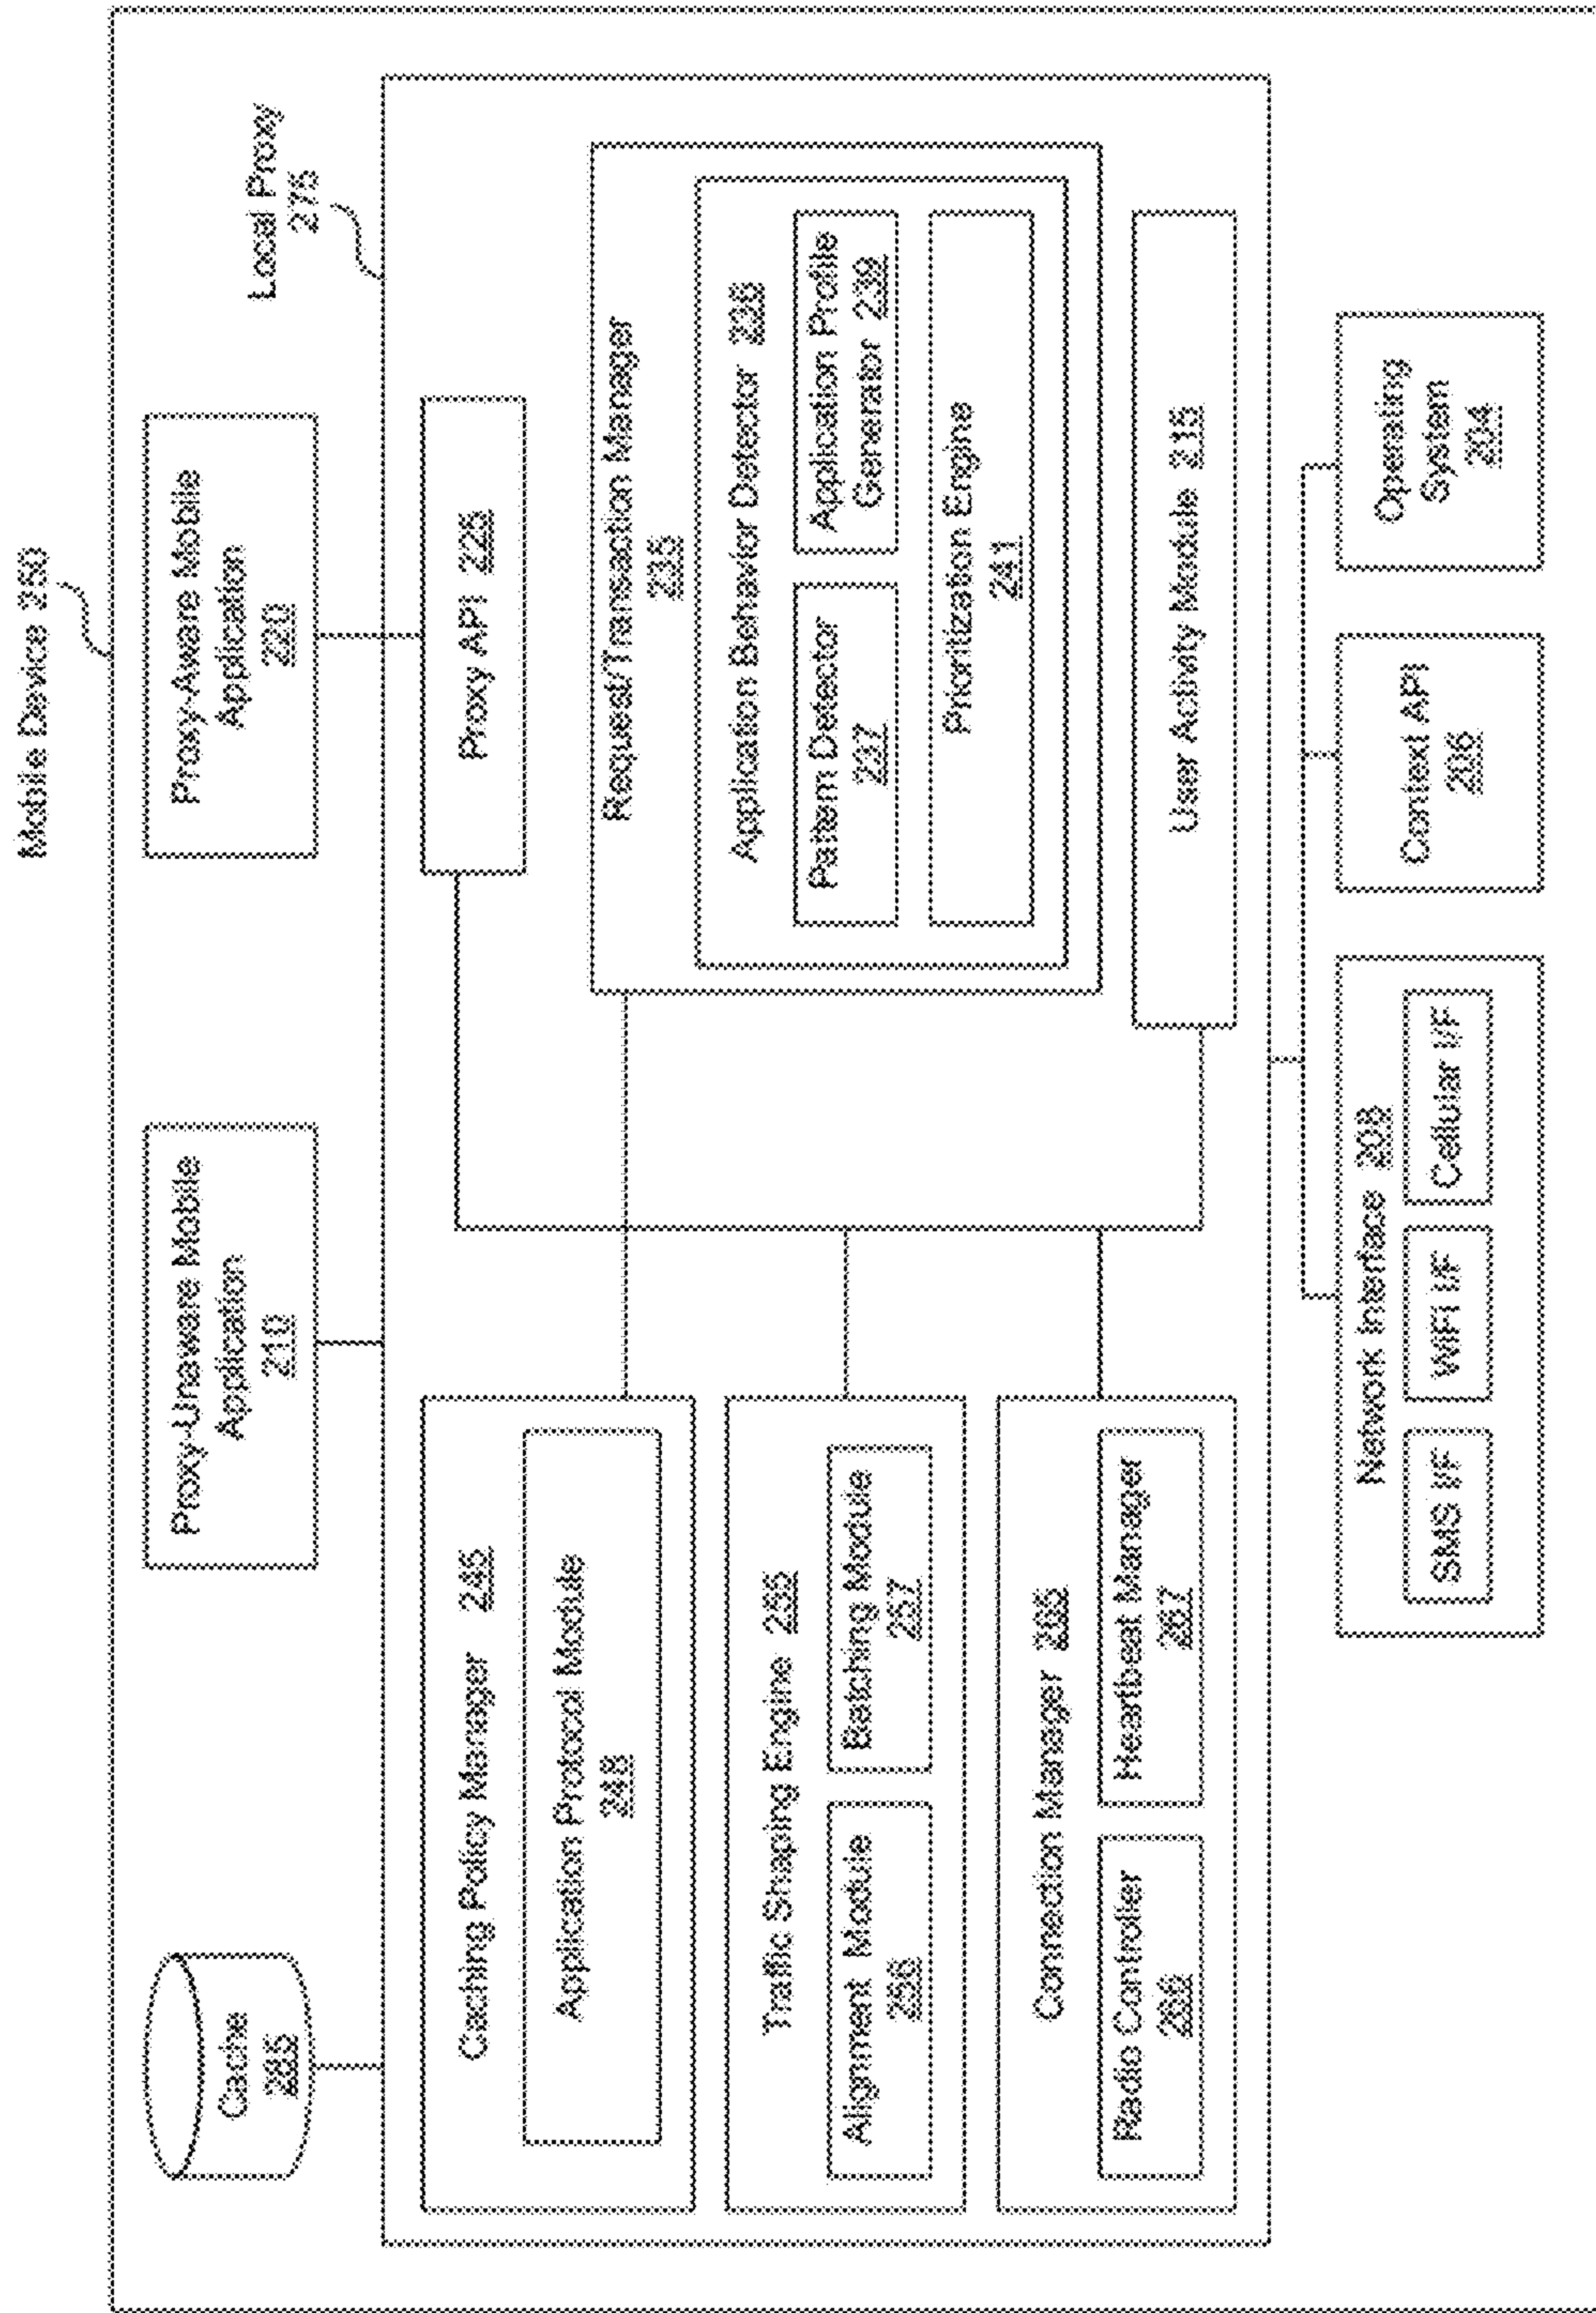 Mobile Device 250
Local Proxy
275
Cache
285
Proxy-Unaware Mobile
Application
210
Proxy-Aware Mobile
Application
220
Proxy API 225
Caching Policy Manager 245
Application Protocol Module
248
Traffic Shaping Engine 255
Alignment Module
256
Batching Module
257
Connection Manager 265
Radio Controller
266
Heartbeat Manager
267
Request/Transaction Manager
235
Application Behavior Detector 236
Pattern Detector
237
Application Profile
Generator 239
Prioritization Engine
241
User Activity Module 215
Network Interface 208
SMS I/F
WiFi I/F
Cellular I/F
Context API
206
Operating
System
204